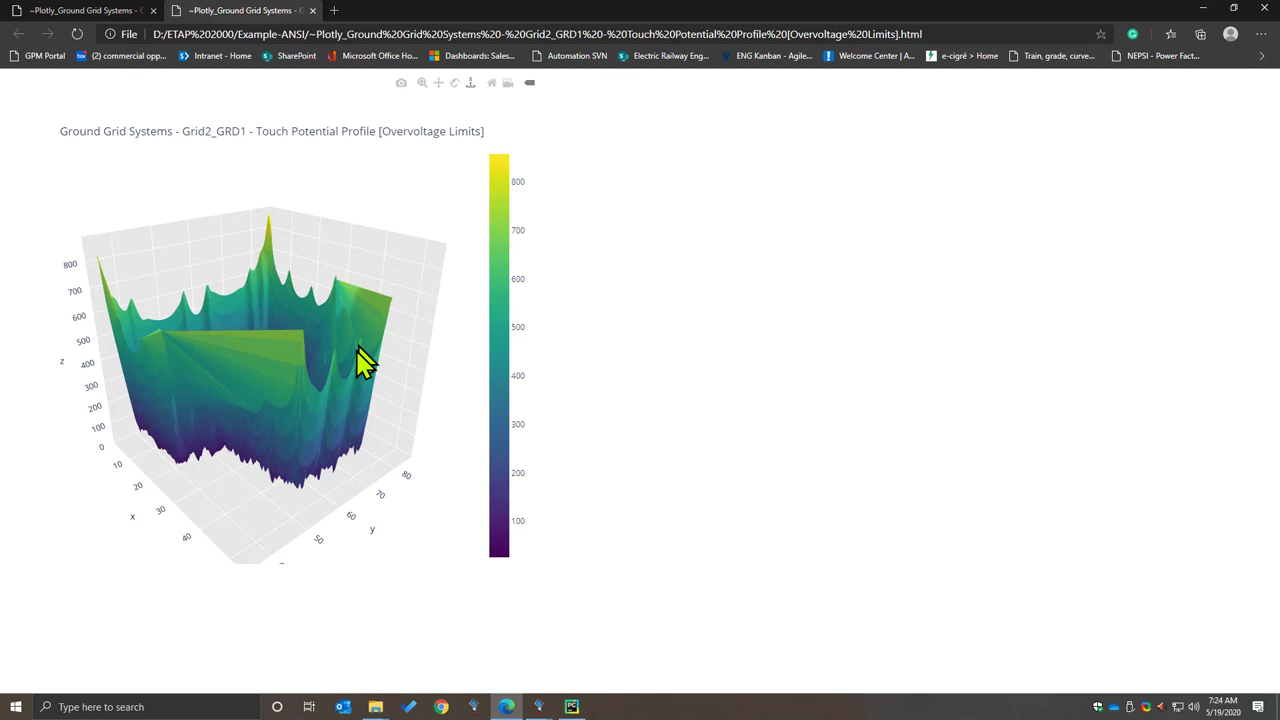 ~Plotly_Ground Grid Systems - G
~Plotly_Ground Grid Systems - G
File D:/ETAP%202000/Example-ANSI/~Plotly_Ground%20Grid%20Systems%20-%20Grid2_GRD1%20-%20Touch%20Potential%20Profile%20[Overvoltage%20Limits].html
GPM Portal
(2) commercial opp...
Intranet - Home
SharePoint
Microsoft Office Ho...
Dashboards: Sales...
Automation SVN
Electric Railway Eng...
ENG Kanban - Agile...
Welcome Center | A...
e-cigré > Home
Train, grade, curve...
NEPSI - Power Fact...
Ground Grid Systems - Grid2_GRD1 - Touch Potential Profile [Overvoltage Limits]
800
700
600
500
400
300
200
100
0
z
10
20
30
40
x
50
60
70
80
y
800
700
600
500
400
300
200
100
Type here to search
PC
7:24 AM
5/19/2020